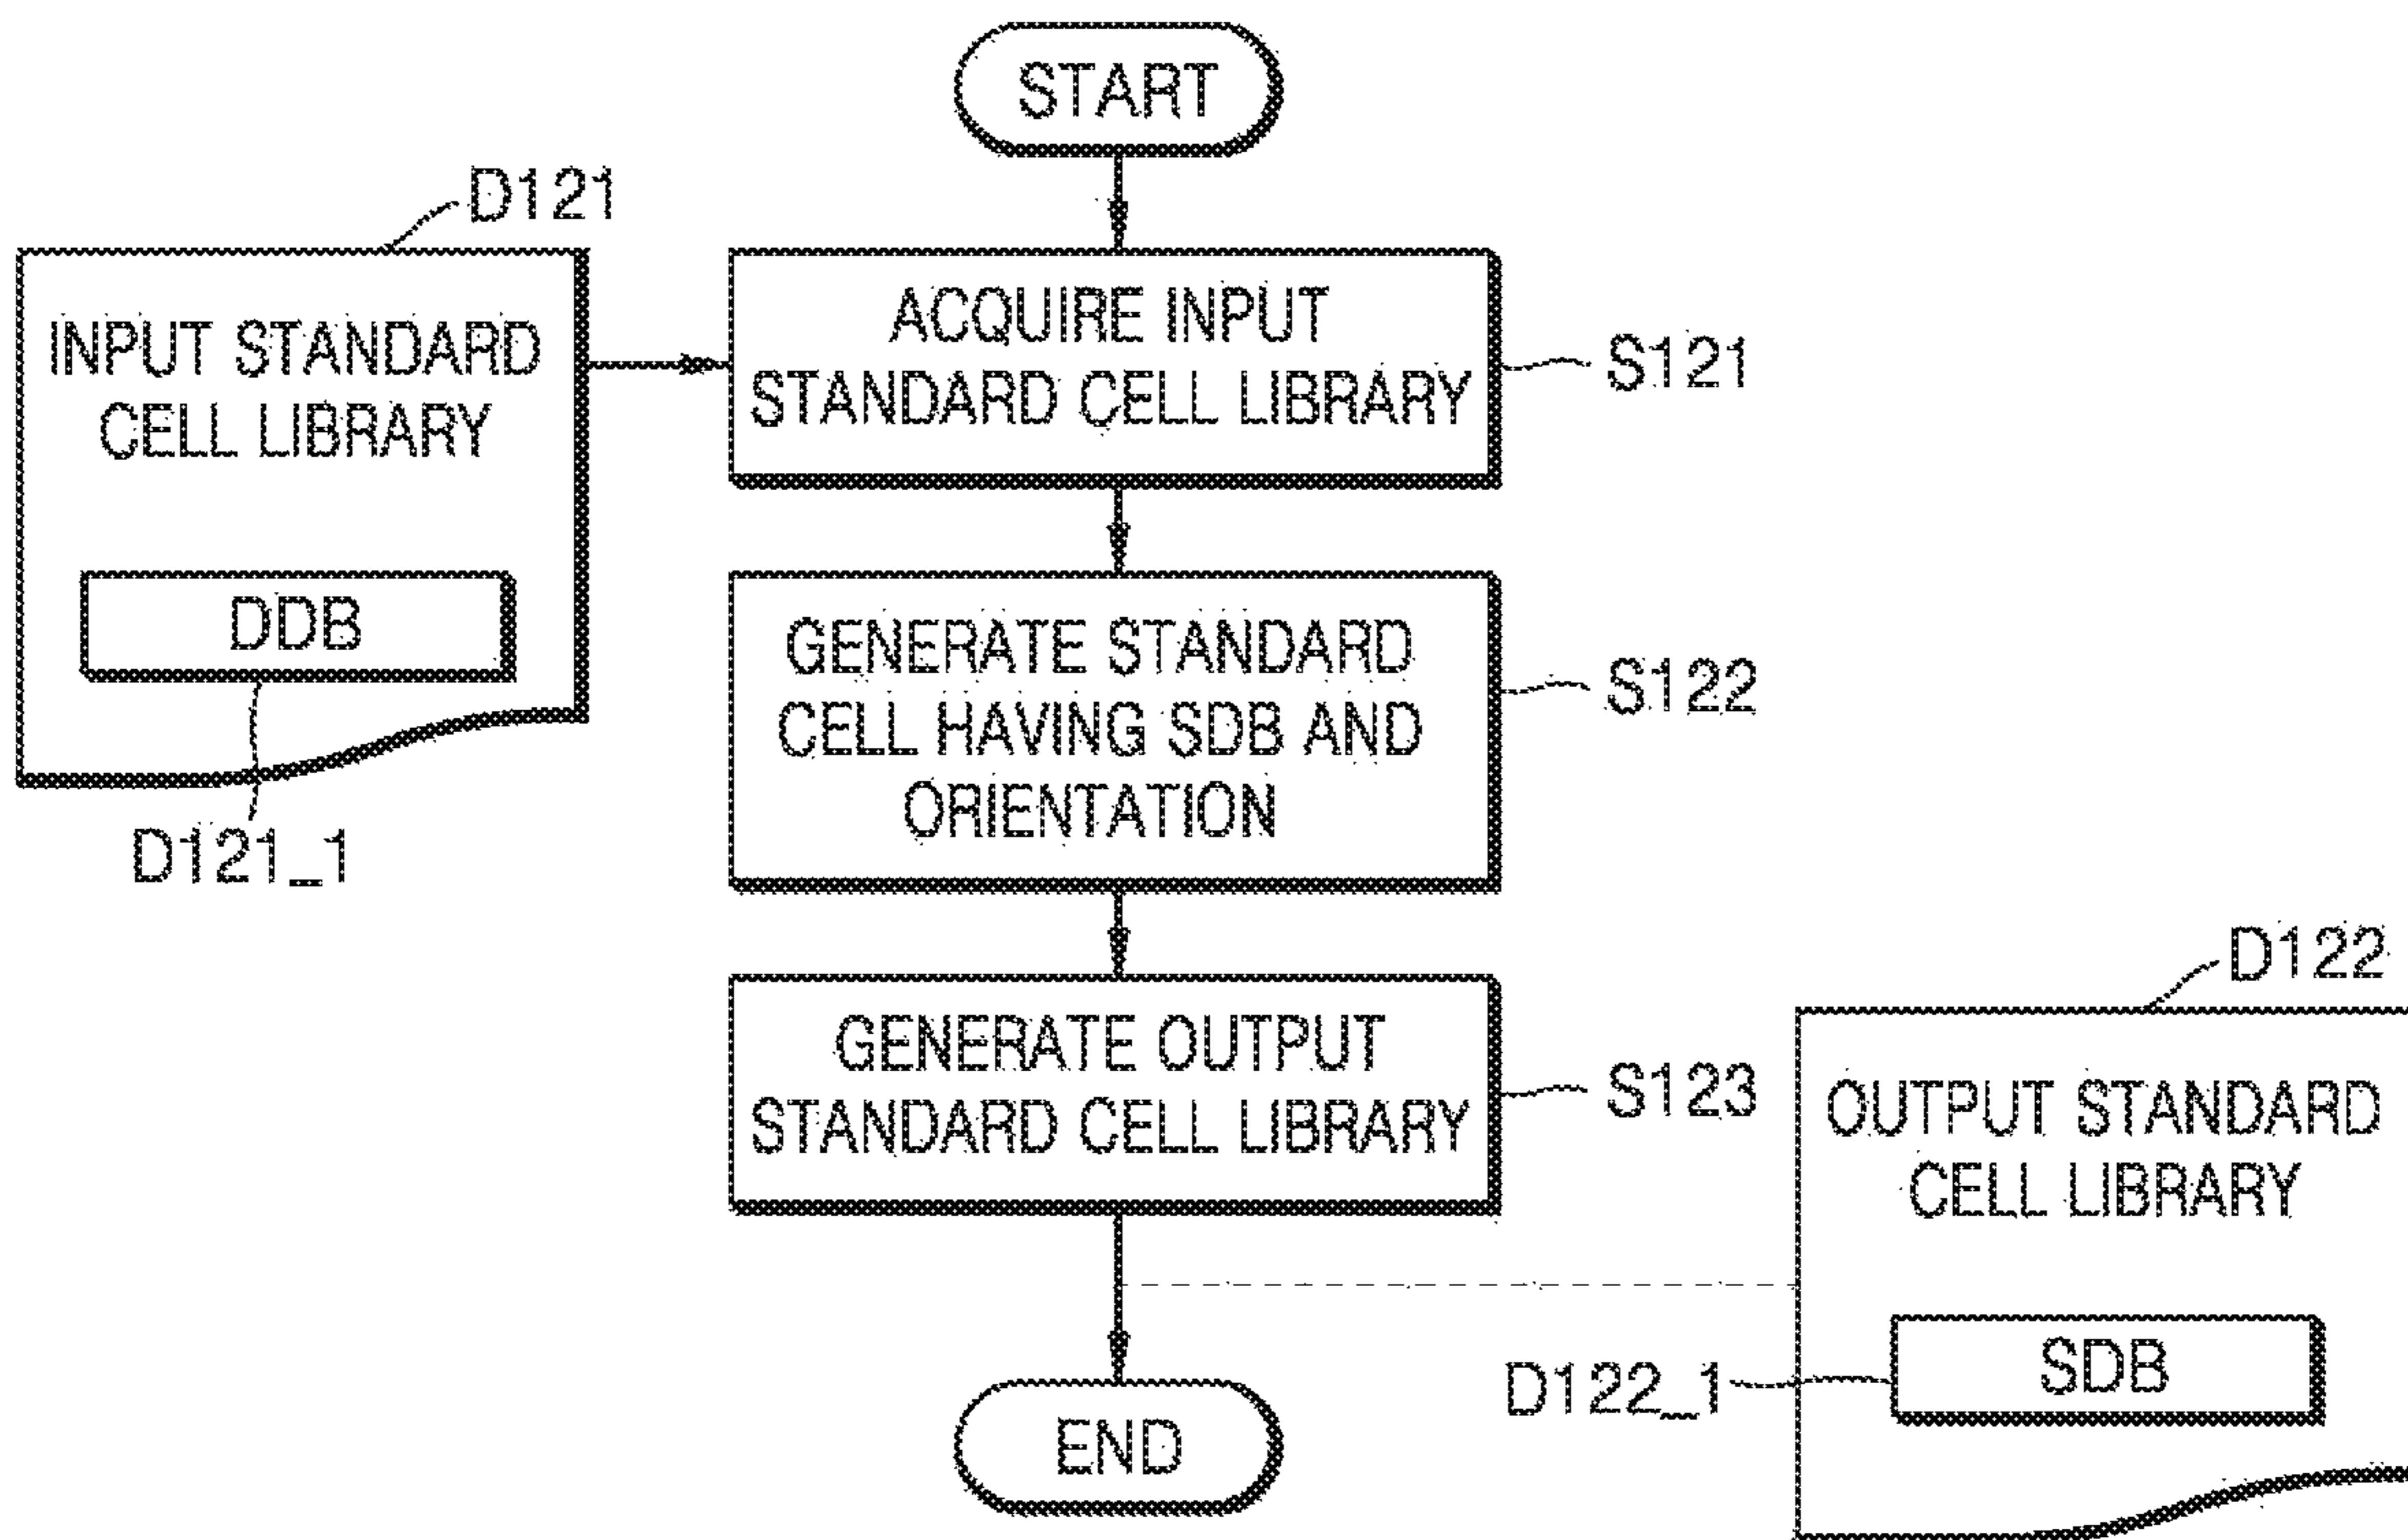 START
D121
INPUT STANDARD
CELL LIBRARY
DDB
D121_1
ACQUIRE INPUT
STANDARD CELL LIBRARY
S121
GENERATE STANDARD
CELL HAVING SDB AND
ORIENTATION
S122
GENERATE OUTPUT
STANDARD CELL LIBRARY
S123
D122
OUTPUT STANDARD
CELL LIBRARY
SDB
D122_1
END